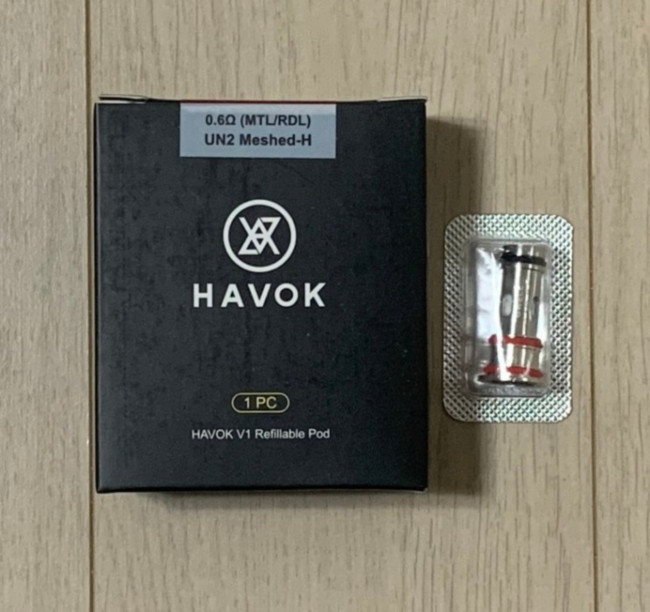 0.6Ω (MTL/RDL)
UN2 Meshed-H
HAVOK
1 PC
HAVOK V1 Refillable Pod